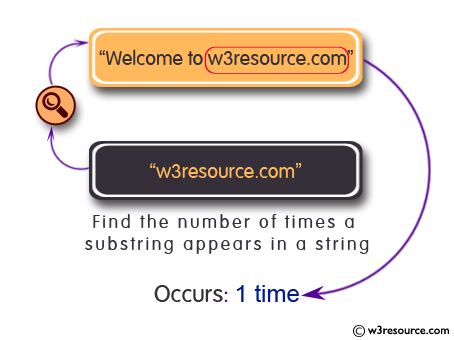 “Welcome to w3resource.com”
“w3resource.com”
Find the number of times a
substring appears in a string
Occurs: 1 time
© w3resource.com